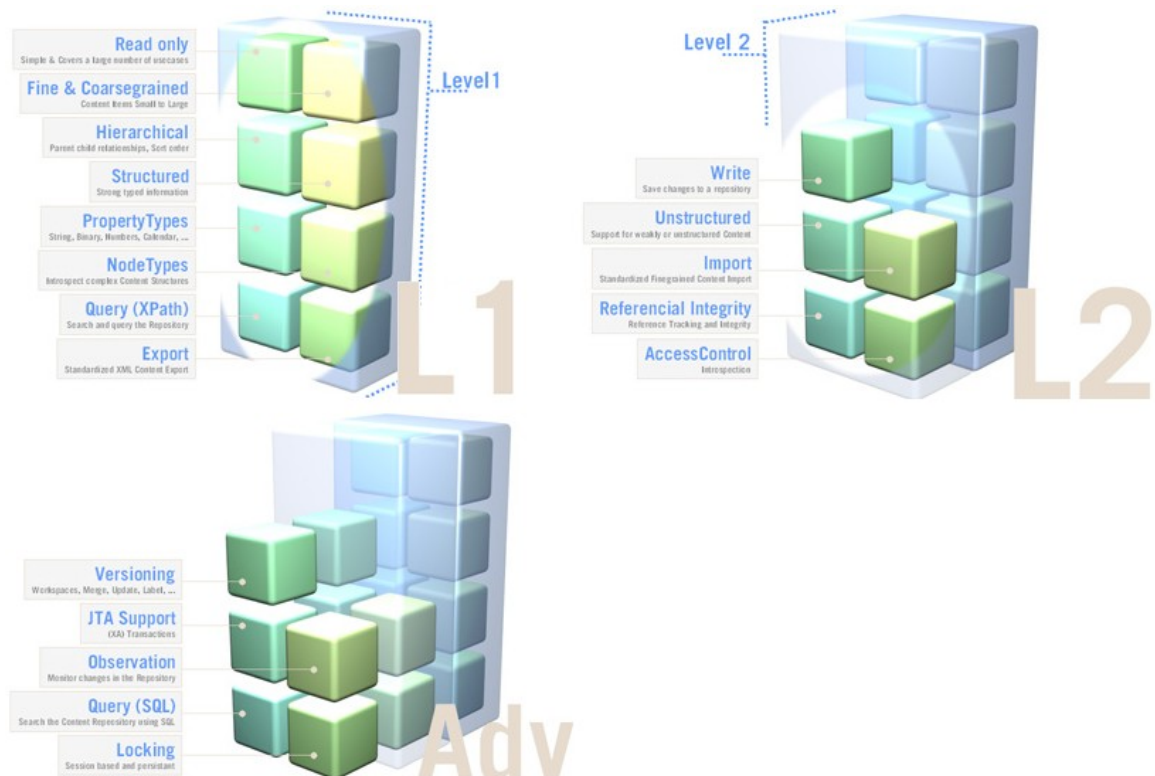 Read only
Simple & Covers a large number of usecases
Fine & Coarsegrained
Content Items Small to Large
Hierarchical
Parent child relationships, Sort order
Structured
Strong typed information
PropertyTypes
String, Binary, Numbers, Calendar, ...
NodeTypes
Introspect complex Content Structures
Query (XPath)
Search and query the Repository
Export
Standardized XML Content Export
Level1
L1
Level 2
Write
Save changes to a repository
Unstructured
Support for weakly or unstructured Content
Import
Standardized Finegrained Content Import
Referencial Integrity
Reference Tracking and Integrity
AccessControl
Introspection
L2
Versioning
Workspaces, Merge, Update, Label, ...
JTA Support
(XA) Transactions
Observation
Monitor changes in the Repository
Query (SQL)
Search the Content Reposository using SQL
Locking
Session based and persistant
Adv